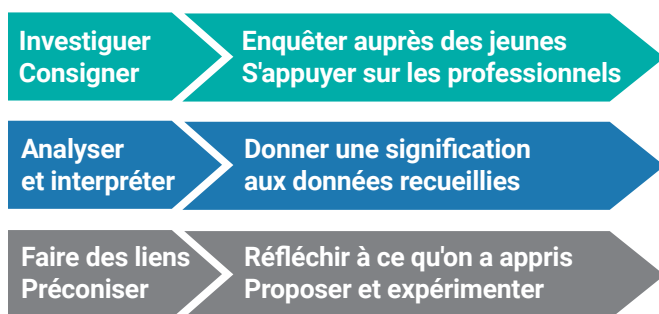 Investiguer
Consigner
Enquêter auprès des jeunes
S'appuyer sur les professionnels
Analyser
et interpréter
Donner une signification
aux données recueillies
Faire des liens
Préconiser
Réfléchir à ce qu'on a appris
Proposer et expérimenter